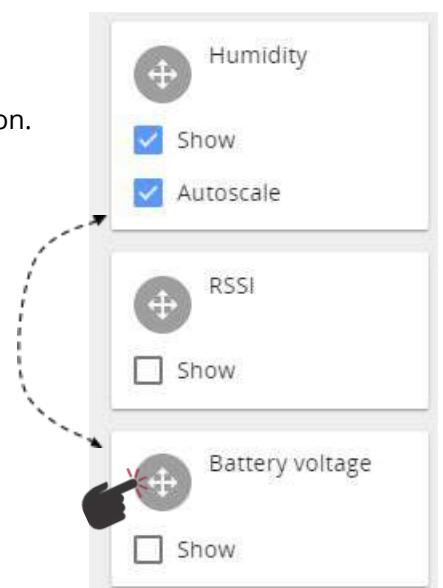 Humidity
on.
Show
Autoscale
RSSI
Show
Battery voltage
Show